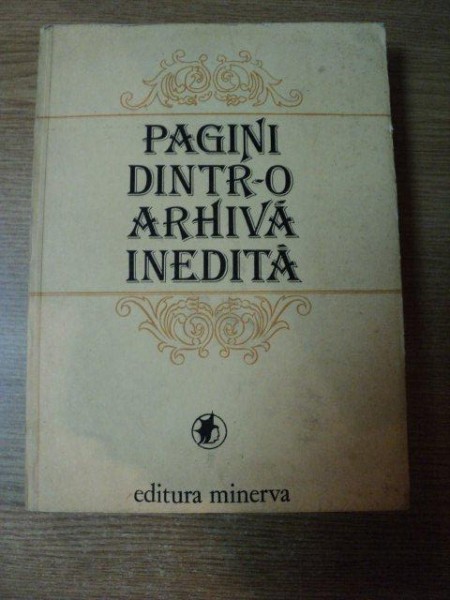 PAGINI
DINTR-O
ARHIVĂ
INEDITĂ
editura minerva